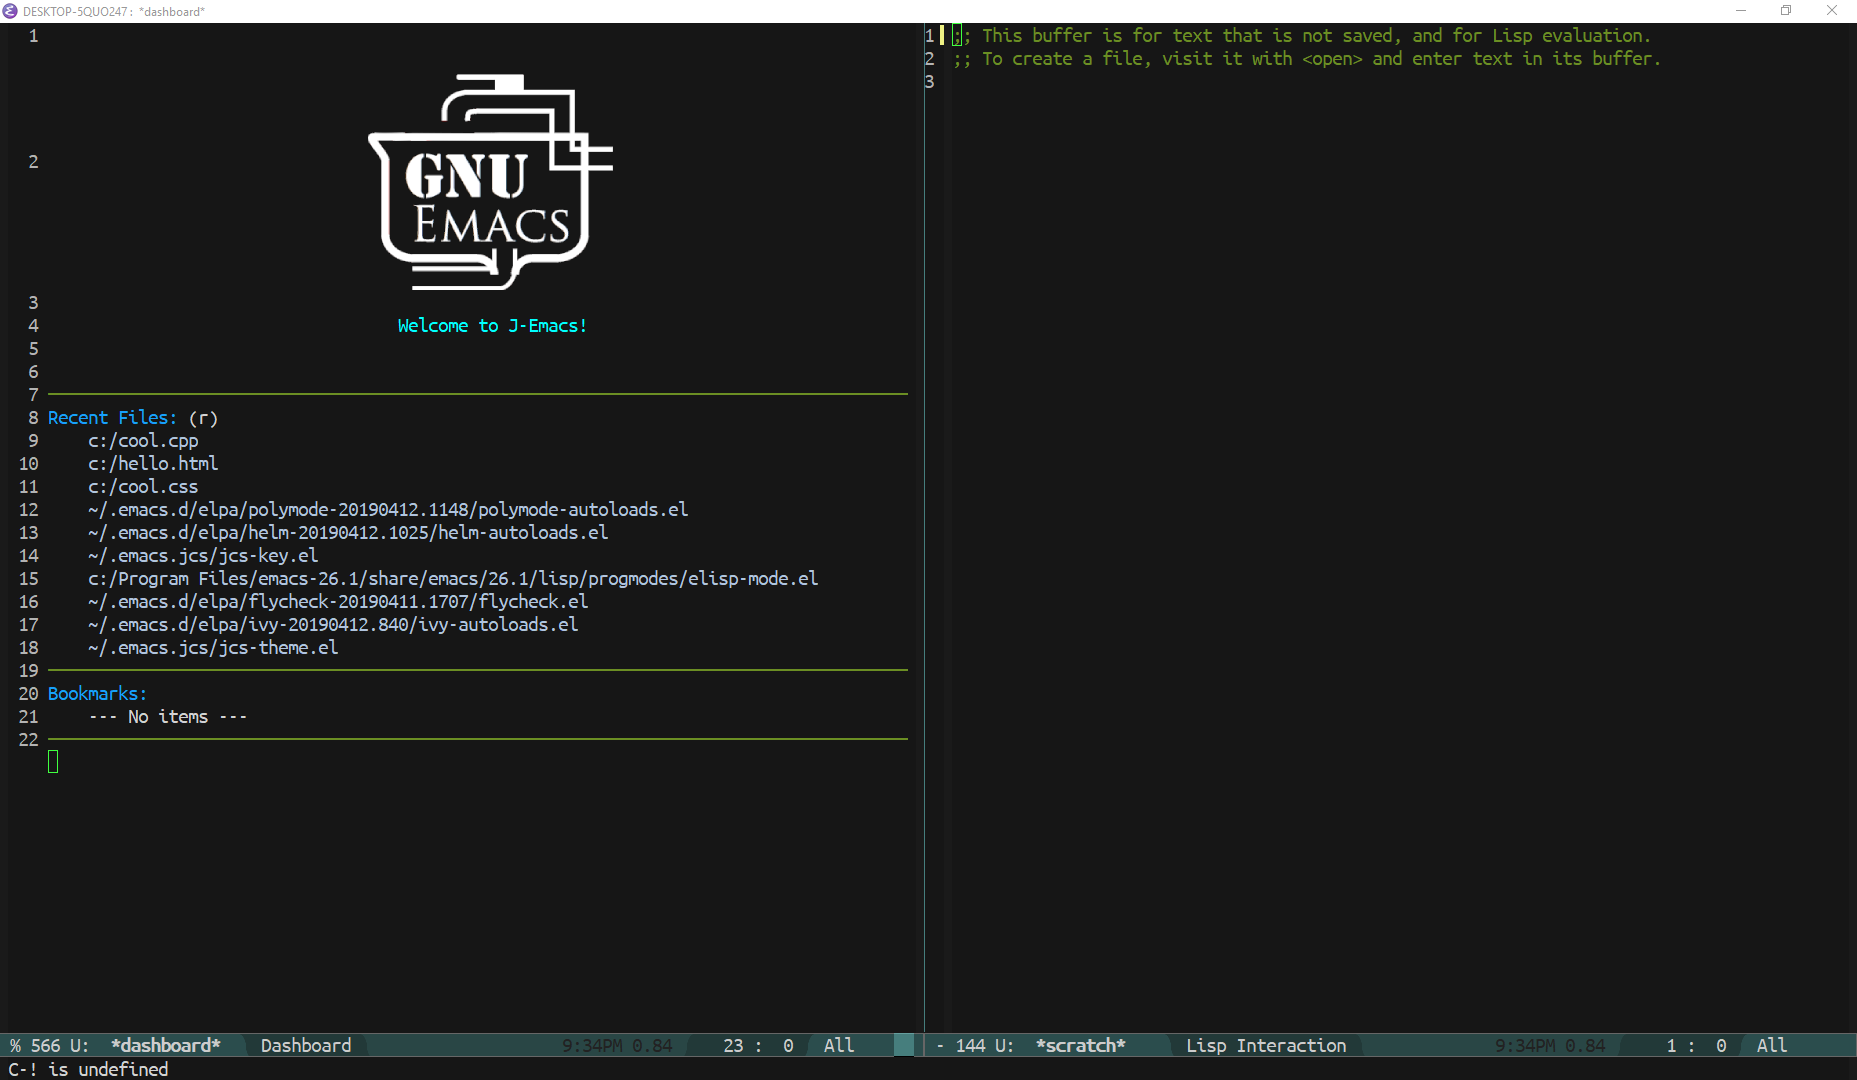 DESKTOP-5QUO247: *dashboard*
1
2
GNU
EMACS
3
4 Welcome to J-Emacs!
5
6
7
8 Recent Files: (r)
9 c:/cool.cpp
10 c:/hello.html
11 c:/cool.css
12 ~/.emacs.d/elpa/polymode-20190412.1148/polymode-autoloads.el
13 ~/.emacs.d/elpa/helm-20190412.1025/helm-autoloads.el
14 ~/.emacs.jcs/jcs-key.el
15 c:/Program Files/emacs-26.1/share/emacs/26.1/lisp/progmodes/elisp-mode.el
16 ~/.emacs.d/elpa/flycheck-20190411.1707/flycheck.el
17 ~/.emacs.d/elpa/ivy-20190412.840/ivy-autoloads.el
18 ~/.emacs.jcs/jcs-theme.el
19
20 Bookmarks:
21 --- No items ---
22
% 566 U: *dashboard* Dashboard 9:34PM 0.84 23 : 0 All
1 ;; This buffer is for text that is not saved, and for Lisp evaluation.
2 ;; To create a file, visit it with <open> and enter text in its buffer.
3
- 144 U: *scratch* Lisp Interaction 9:34PM 0.84 1 : 0 All
C-! is undefined